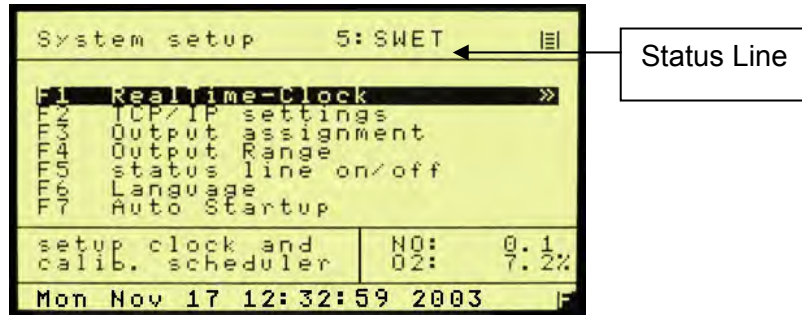 System setup 5:SWET
Status Line
F1 RealTime-Clock »
F2 TCP/IP settings
F3 Output assignment
F4 Output Range
F5 status line on/off
F6 Language
F7 Auto Startup
setup clock and NO: 0.1
calib. scheduler O2: 7.2%
Mon Nov 17 12:32:59 2003 F